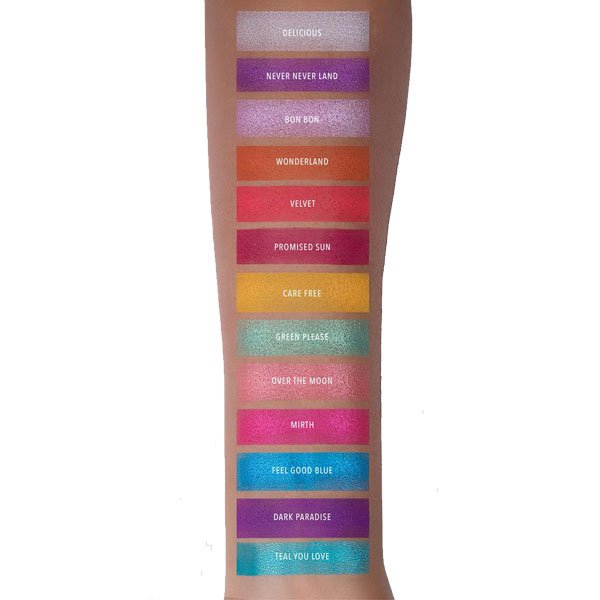 DELICIOUS
NEVER NEVER LAND
BON BON
WONDERLAND
VELVET
PROMISED SUN
CARE FREE
GREEN PLEASE
OVER THE MOON
MIRTH
FEEL GOOD BLUE
DARK PARADISE
TEAL YOU LOVE